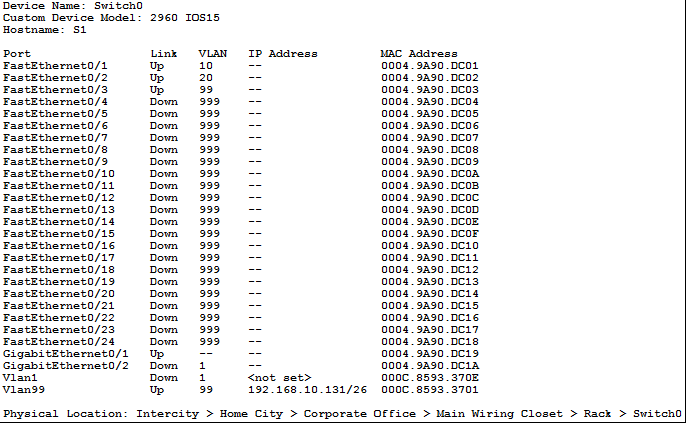 Device Name: Switch0
Custom Device Model: 2960 IOS15
Hostname: S1
Port Link VLAN IP Address MAC Address
FastEthernet0/1 Up 10 -- 0004.9A90.DC01
FastEthernet0/2 Up 20 -- 0004.9A90.DC02
FastEthernet0/3 Up 99 -- 0004.9A90.DC03
FastEthernet0/4 Down 999 -- 0004.9A90.DC04
FastEthernet0/5 Down 999 -- 0004.9A90.DC05
FastEthernet0/6 Down 999 -- 0004.9A90.DC06
FastEthernet0/7 Down 999 -- 0004.9A90.DC07
FastEthernet0/8 Down 999 -- 0004.9A90.DC08
FastEthernet0/9 Down 999 -- 0004.9A90.DC09
FastEthernet0/10 Down 999 -- 0004.9A90.DC0A
FastEthernet0/11 Down 999 -- 0004.9A90.DC0B
FastEthernet0/12 Down 999 -- 0004.9A90.DC0C
FastEthernet0/13 Down 999 -- 0004.9A90.DC0D
FastEthernet0/14 Down 999 -- 0004.9A90.DC0E
FastEthernet0/15 Down 999 -- 0004.9A90.DC0F
FastEthernet0/16 Down 999 -- 0004.9A90.DC10
FastEthernet0/17 Down 999 -- 0004.9A90.DC11
FastEthernet0/18 Down 999 -- 0004.9A90.DC12
FastEthernet0/19 Down 999 -- 0004.9A90.DC13
FastEthernet0/20 Down 999 -- 0004.9A90.DC14
FastEthernet0/21 Down 999 -- 0004.9A90.DC15
FastEthernet0/22 Down 999 -- 0004.9A90.DC16
FastEthernet0/23 Down 999 -- 0004.9A90.DC17
FastEthernet0/24 Down 999 -- 0004.9A90.DC18
GigabitEthernet0/1 Up -- -- 0004.9A90.DC19
GigabitEthernet0/2 Down 1 -- 0004.9A90.DC1A
Vlan1 Down 1 <not set> 000C.8593.370E
Vlan99 Up 99 192.168.10.131/26 000C.8593.3701
Physical Location: Intercity > Home City > Corporate Office > Main Wiring Closet > Rack > Switch0